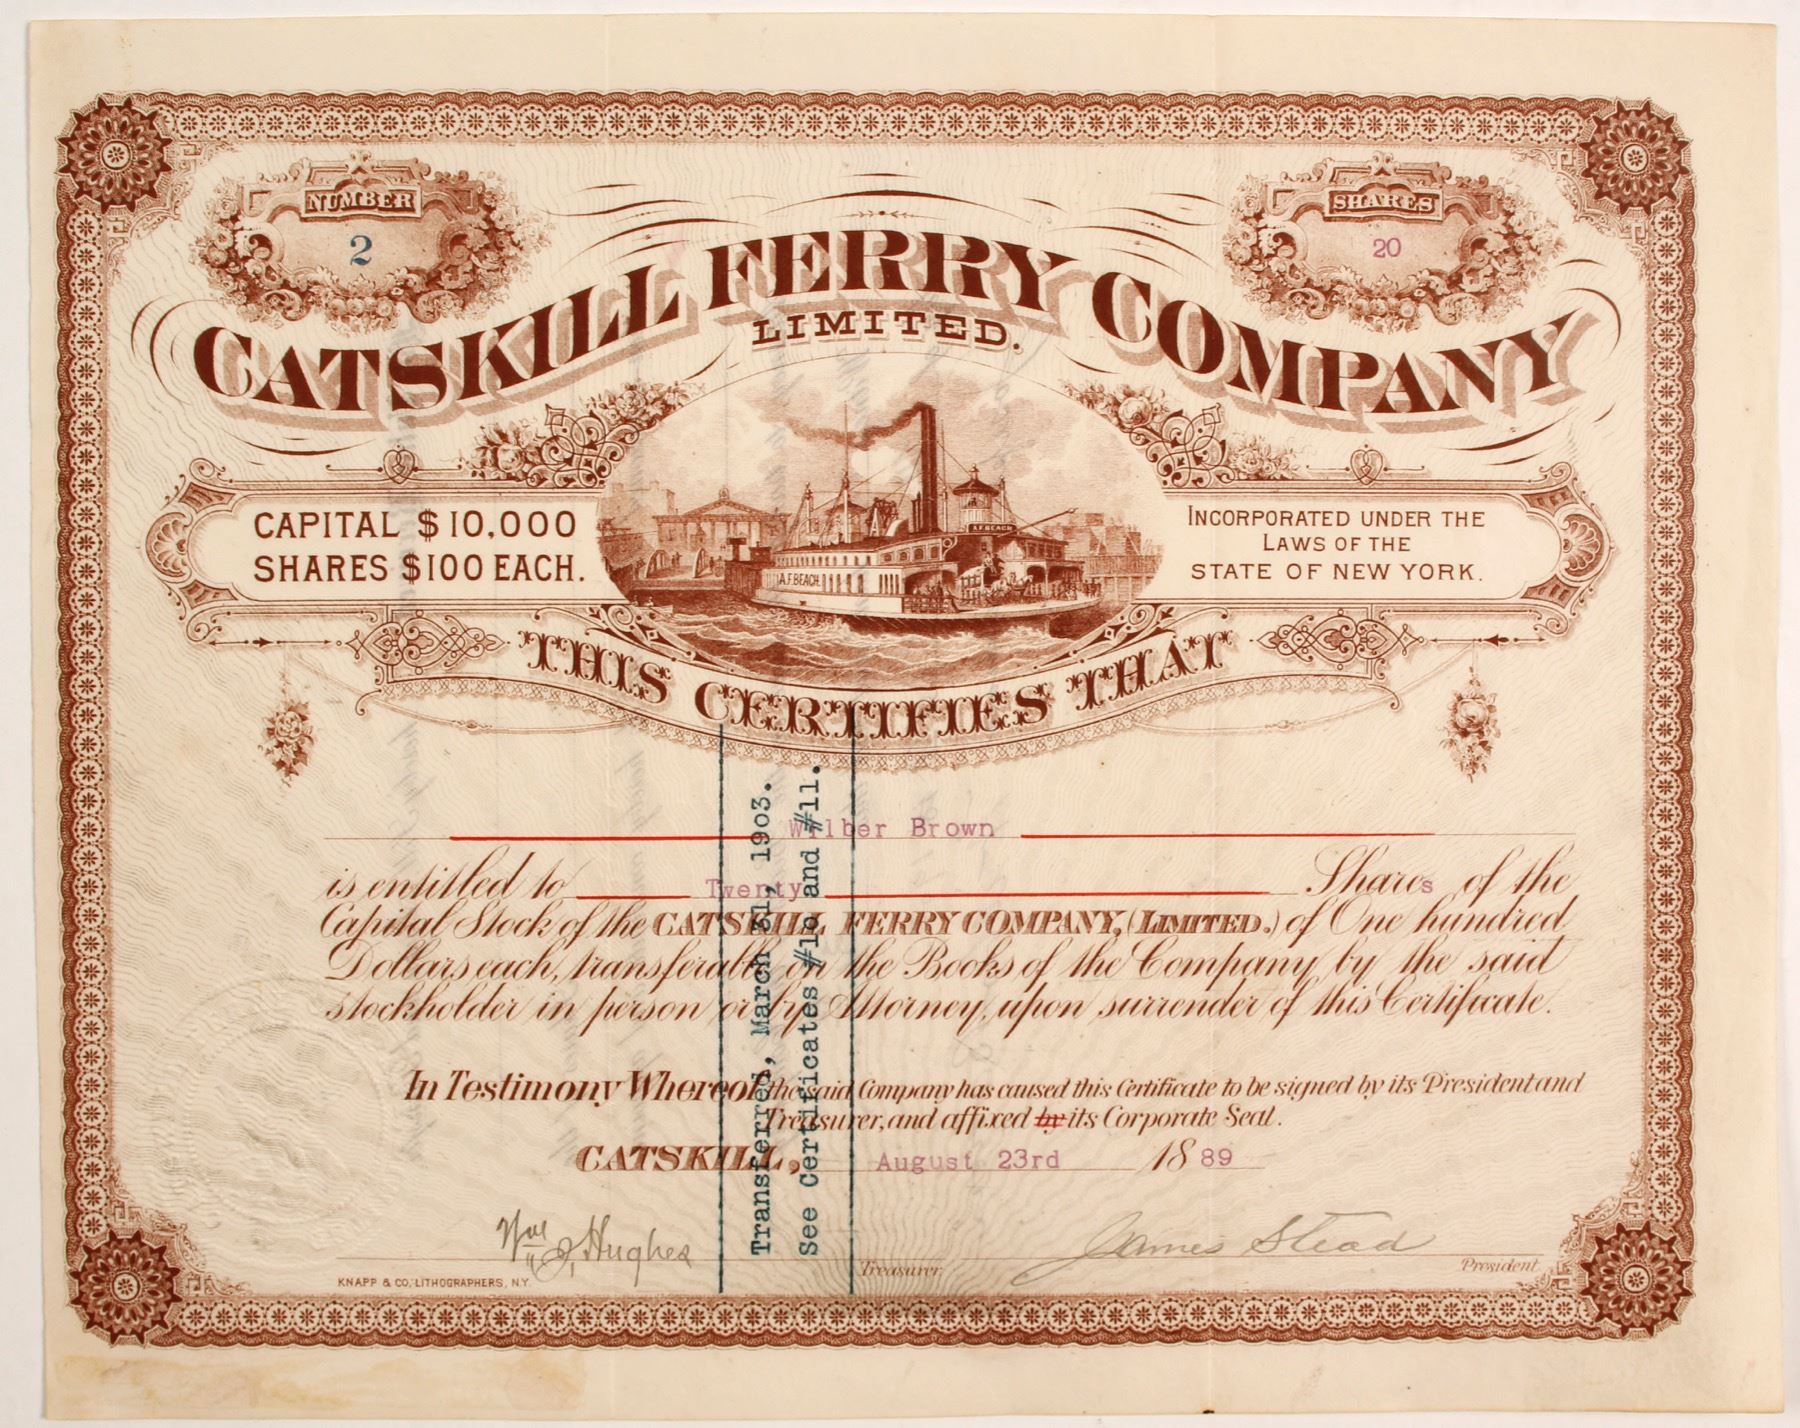 NUMBER
2
SHARES
20
CATSKILL FERRY COMPANY
LIMITED.
CAPITAL $10,000
SHARES $100 EACH.
A.F. BEACH
A.F. BEACH
INCORPORATED UNDER THE
LAWS OF THE
STATE OF NEW YORK.
THIS CERTIFIES THAT
Wilber Brown
is entitled to Twenty Shares of the
Capital Stock of the CATSKILL FERRY COMPANY, (LIMITED.) of One hundred
Dollars each, transferable on the Books of the Company by the said
stockholder in person or by Attorney, upon surrender of this Certificate.
In Testimony Whereof, the said Company has caused this Certificate to be signed by its President and
Treasurer, and affixed by its Corporate Seal.
CATSKILL, August 23rd 1889
Transferred, March 31, 1903.
See Certificates #10 and #11.
Wm J. Hughes
Treasurer
James Stead
President
KNAPP & CO. LITHOGRAPHERS, N.Y.